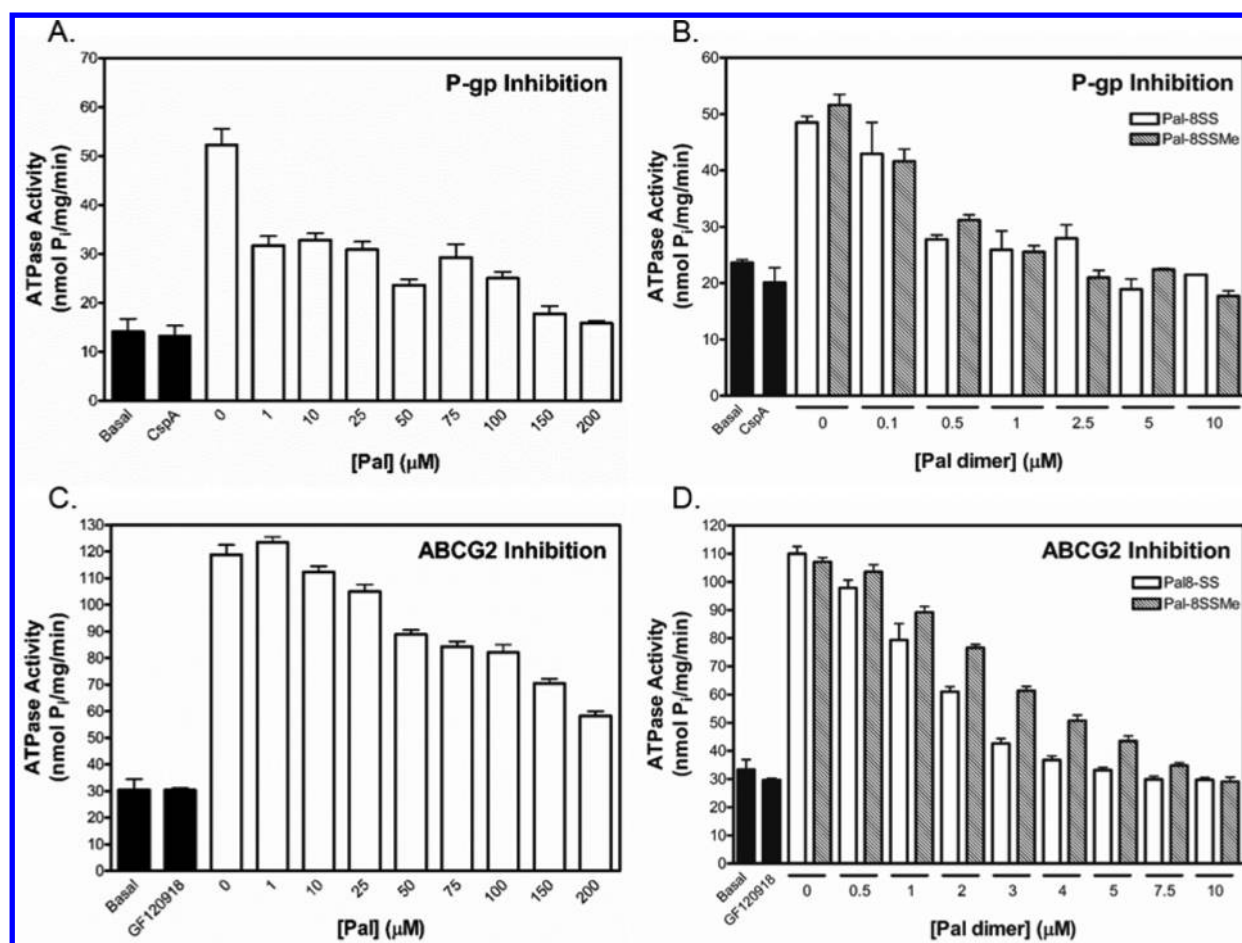 A.
P-gp Inhibition
ATPase Activity
(nmol Pi/mg/min)
70
60
50
40
30
20
10
0
Basal
CspA
0
1
10
25
50
75
100
150
200
[Pal] (μM)
B.
P-gp Inhibition
Pal-8SS
Pal-8SSMe
ATPase Activity
(nmol Pi/mg/min)
60
50
40
30
20
10
0
Basal
CspA
0
0.1
0.5
1
2.5
5
10
[Pal dimer] (μM)
C.
ABCG2 Inhibition
ATPase Activity
(nmol Pi/mg/min)
130
120
110
100
90
80
70
60
50
40
30
20
10
0
Basal
GF120918
0
1
10
25
50
75
100
150
200
[Pal] (μM)
D.
ABCG2 Inhibition
Pal8-SS
Pal-8SSMe
ATPase Activity
(nmol Pi/mg/min)
120
110
100
90
80
70
60
50
40
30
20
10
0
Basal
GF120918
0
0.5
1
2
3
4
5
7.5
10
[Pal dimer] (μM)